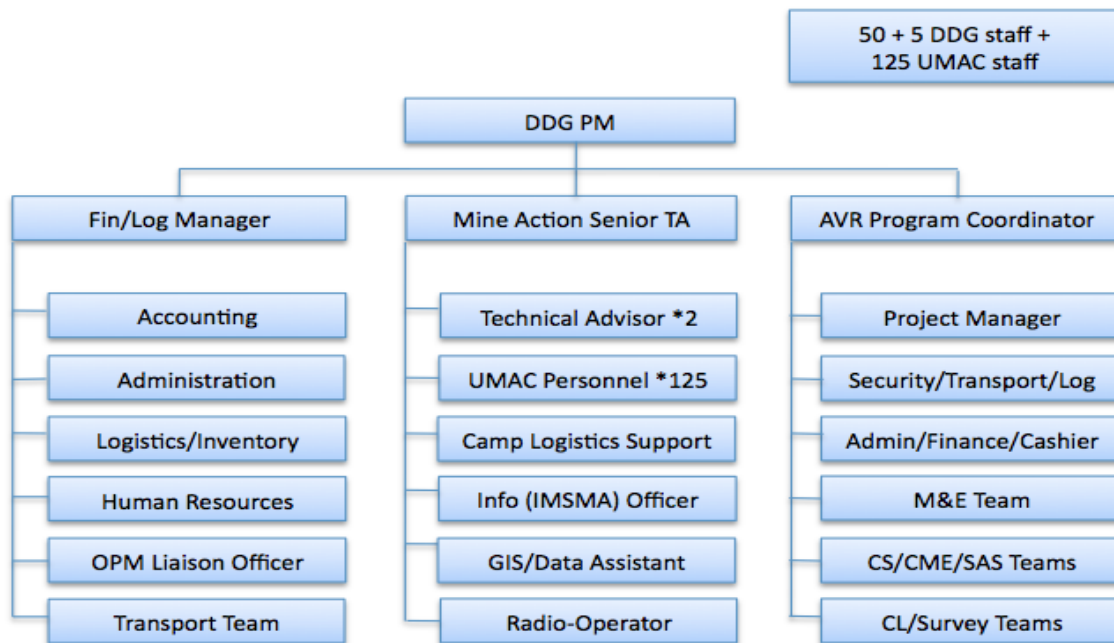 50 + 5 DDG staff +
125 UMAC staff
DDG PM
Fin/Log Manager
Mine Action Senior TA
AVR Program Coordinator
Accounting
Technical Advisor *2
Project Manager
Administration
UMAC Personnel *125
Security/Transport/Log
Logistics/Inventory
Camp Logistics Support
Admin/Finance/Cashier
Human Resources
Info (IMSMA) Officer
M&E Team
OPM Liaison Officer
GIS/Data Assistant
CS/CME/SAS Teams
Transport Team
Radio-Operator
CL/Survey Teams